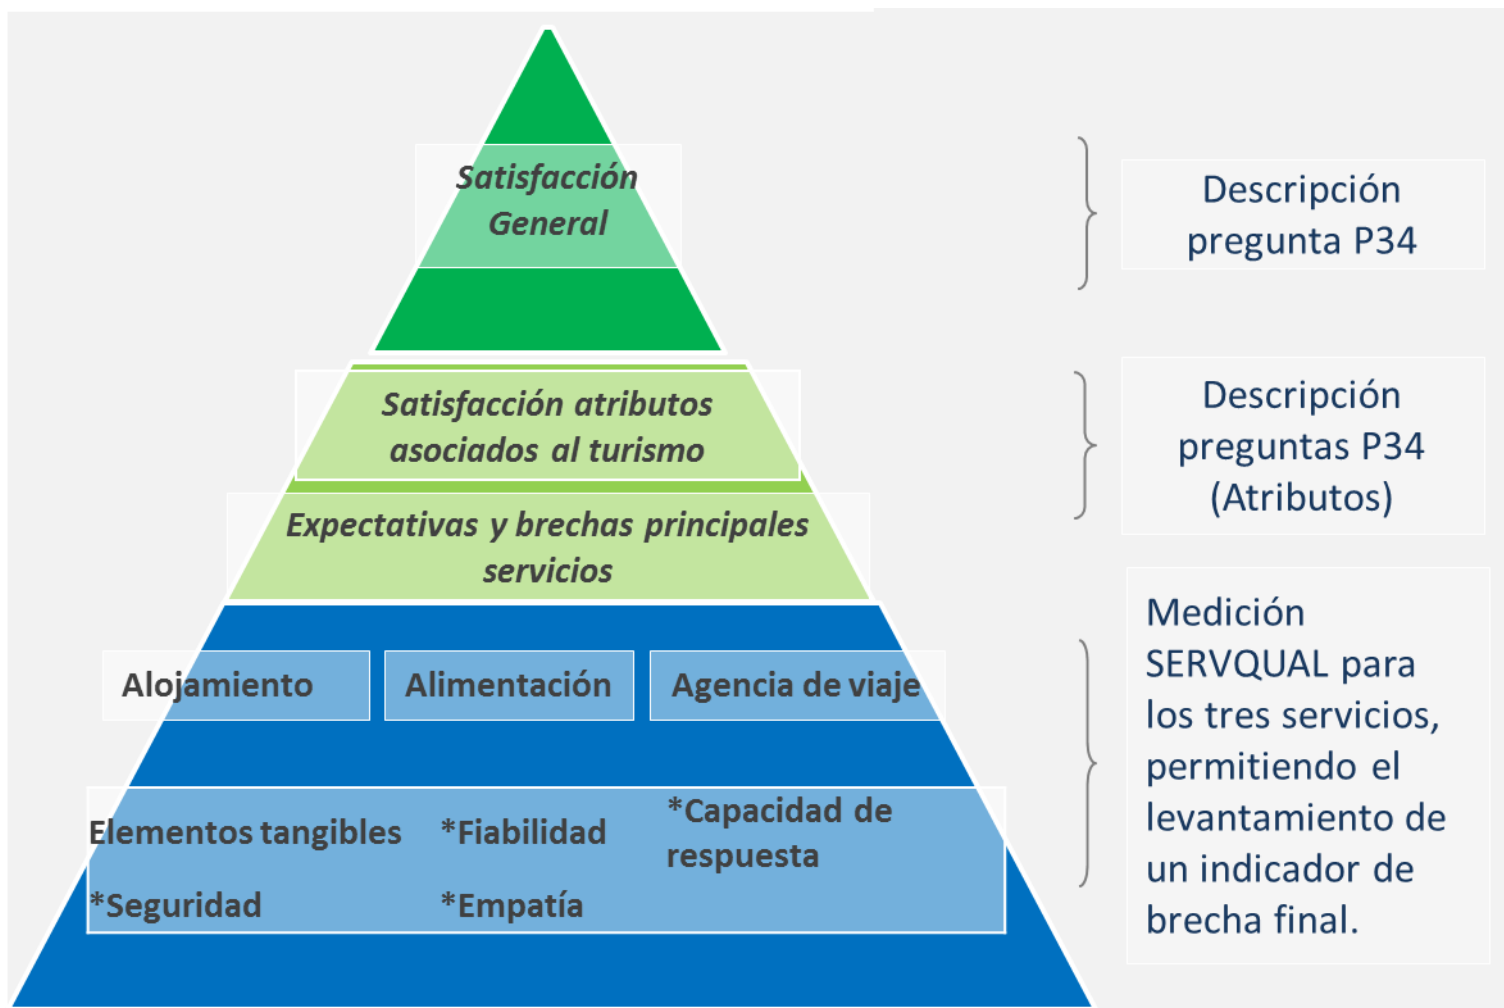 Satisfacción
General
Descripción
pregunta P34
Satisfacción atributos
asociados al turismo
Expectativas y brechas principales
servicios
Descripción
preguntas P34
(Atributos)
Alojamiento
Alimentación
Agencia de viaje
Elementos tangibles
*Fiabilidad
*Capacidad de
respuesta
*Seguridad
*Empatía
Medición
SERVQUAL para
los tres servicios,
permitiendo el
levantamiento de
un indicador de
brecha final.